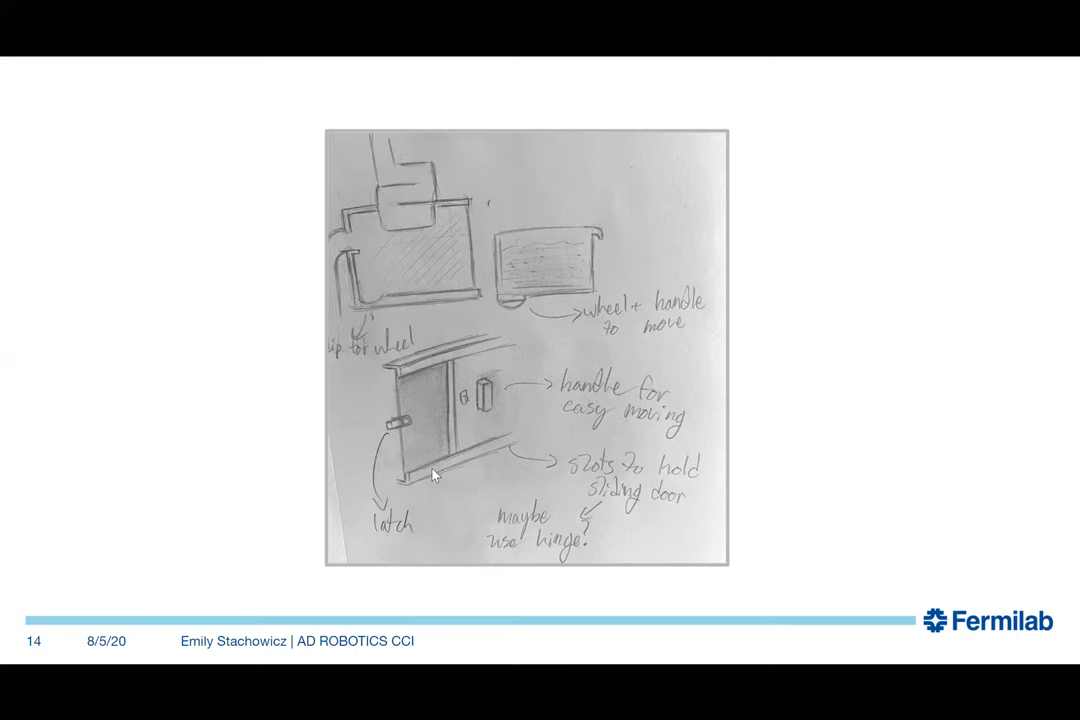 wheel + handle
to move
lip for wheel
handle for
easy moving
slots to hold
sliding door
maybe
use hinge?
latch
Fermilab
14 8/5/20 Emily Stachowicz | AD ROBOTICS CCI